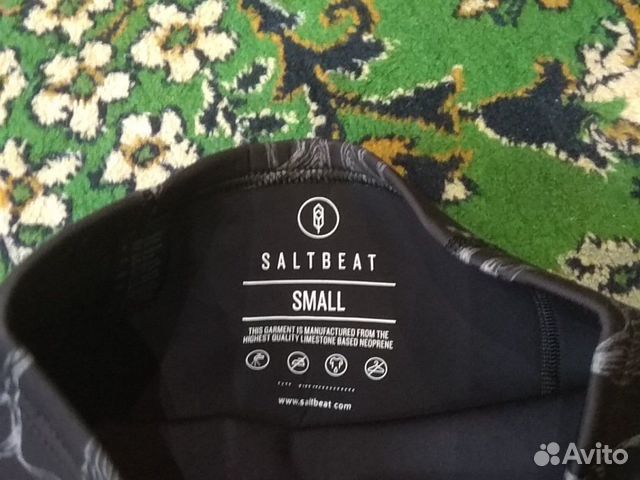 SALTBEAT
SMALL
THIS GARMENT IS MANUFACTURED FROM THE
HIGHEST QUALITY LIMESTONE BASED NEOPRENE
www.saltbeat.com
Avito